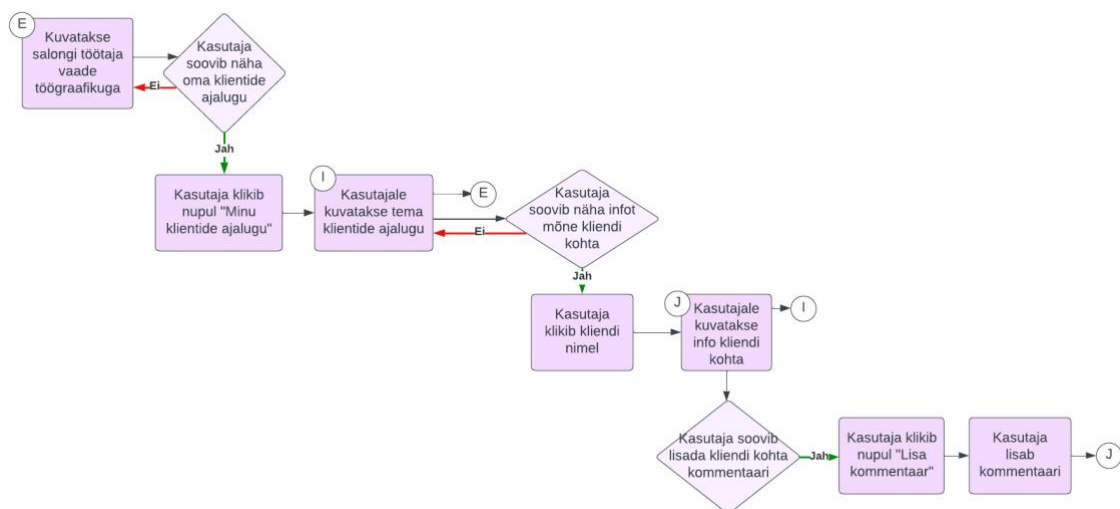 E
Kuvatakse
salongi töötaja
vaade
töögraafikuga
Kasutaja
soovib näha
oma klientide
ajalugu
Ei
Jah
Kasutaja klikib
nupul "Minu
klientide ajalugu"
I
Kasutajale
kuvatakse tema
klientide ajalugu
E
Kasutaja
soovib näha infot
mõne kliendi
kohta
Ei
Jah
Kasutaja
klikib kliendi
nimel
J
Kasutajale
kuvatakse
info kliendi
kohta
I
Kasutaja soovib
lisada kliendi kohta
kommentaari
Jah
Kasutaja klikib
nupul "Lisa
kommentaar"
Kasutaja
lisab
kommentaari
J